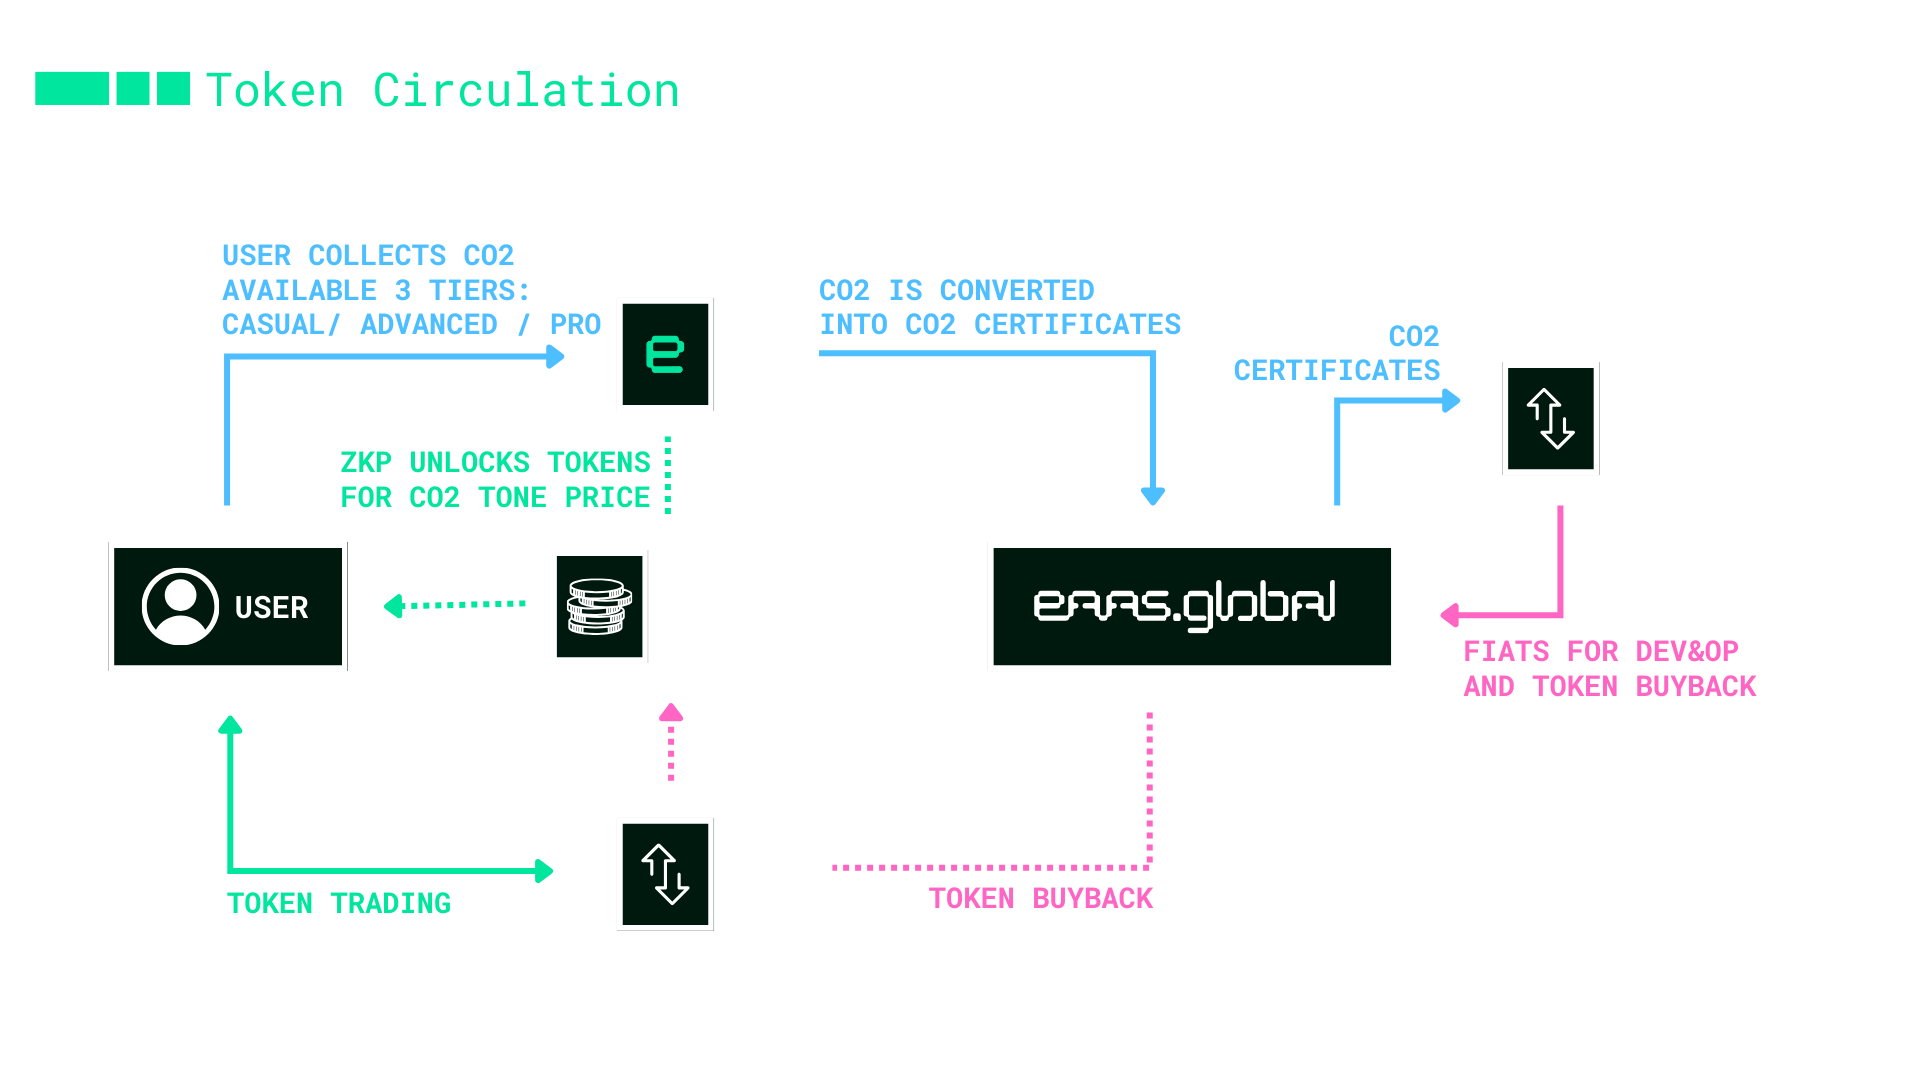 Token Circulation
USER COLLECTS CO2
AVAILABLE 3 TIERS:
CASUAL/ ADVANCED / PRO
e
CO2 IS CONVERTED
INTO CO2 CERTIFICATES
CO2
CERTIFICATES
ZKP UNLOCKS TOKENS
FOR CO2 TONE PRICE
USER
eaas.global
FIATS FOR DEV&OP
AND TOKEN BUYBACK
TOKEN TRADING
TOKEN BUYBACK